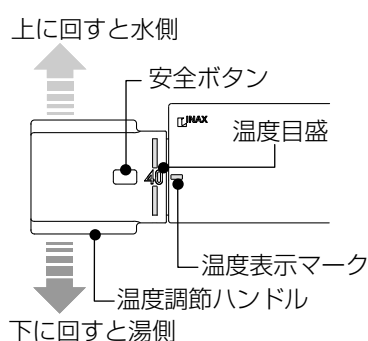 上に回すと水側
安全ボタン
INAX
温度目盛
40
温度表示マーク
温度調節ハンドル
下に回すと湯側